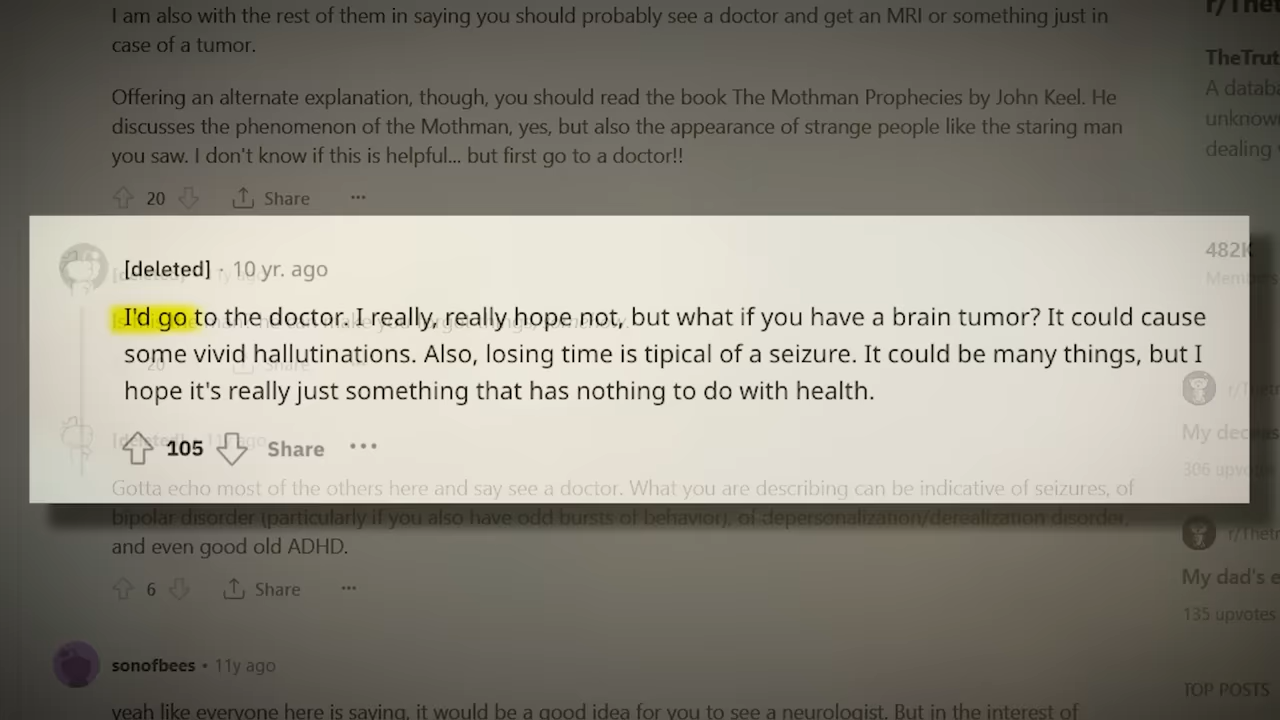 I am also with the rest of them in saying you should probably see a doctor and get an MRI or something just in
case of a tumor.
Offering an alternate explanation, though, you should read the book The Mothman Prophecies by John Keel. He
discusses the phenomenon of the Mothman, yes, but also the appearance of strange people like the staring man
you saw. I don't know if this is helpful... but first go to a doctor!!
20 Share
[deleted] · 10 yr. ago
I'd go to the doctor. I really, really hope not, but what if you have a brain tumor? It could cause
some vivid hallutinations. Also, losing time is tipical of a seizure. It could be many things, but I
hope it's really just something that has nothing to do with health.
105 Share
Gotta echo most of the others here and say see a doctor. What you are describing can be indicative of seizures, of
bipolar disorder (particularly if you also have odd bursts of behavior), of depersonalization/derealization disorder,
and even good old ADHD.
6 Share
sonofbees • 11y ago
yeah like everyone here is saying, it would be a good idea for you to see a neurologist. But in the interest of
TheTrut
A databa
unknow
dealing
482K
Members
My deceas
306 upvo
r/Thetr
My dad's e
135 upvotes
TOP POSTS